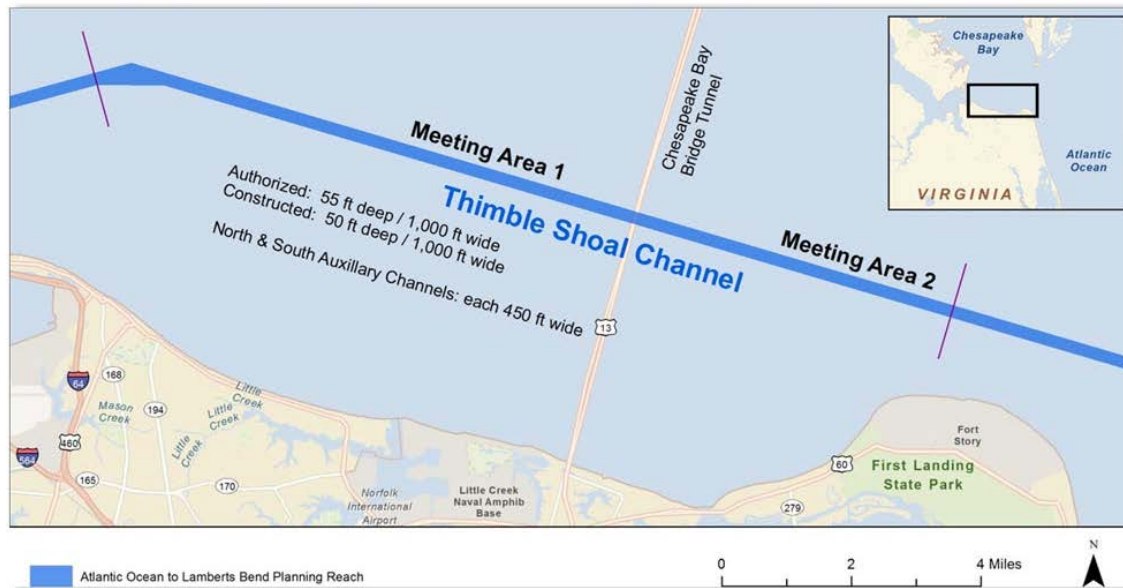 Chesapeake
Bay
Atlantic
Ocean
VIRGINIA
Chesapeake Bay
Bridge Tunnel
Meeting Area 1
Authorized: 55 ft deep / 1,000 ft wide
Constructed: 50 ft deep / 1,000 ft wide
Thimble Shoal Channel
Meeting Area 2
North & South Auxillary Channels: each 450 ft wide
13
64
168
194
Mason
Creek
Little Creek
Little
Creek
Little
Creek
460
564
165
170
Norfolk
International
Airport
Little Creek
Naval Amphib
Base
60
279
Fort
Story
First Landing
State Park
Atlantic Ocean to Lamberts Bend Planning Reach
0 2 4 Miles
N